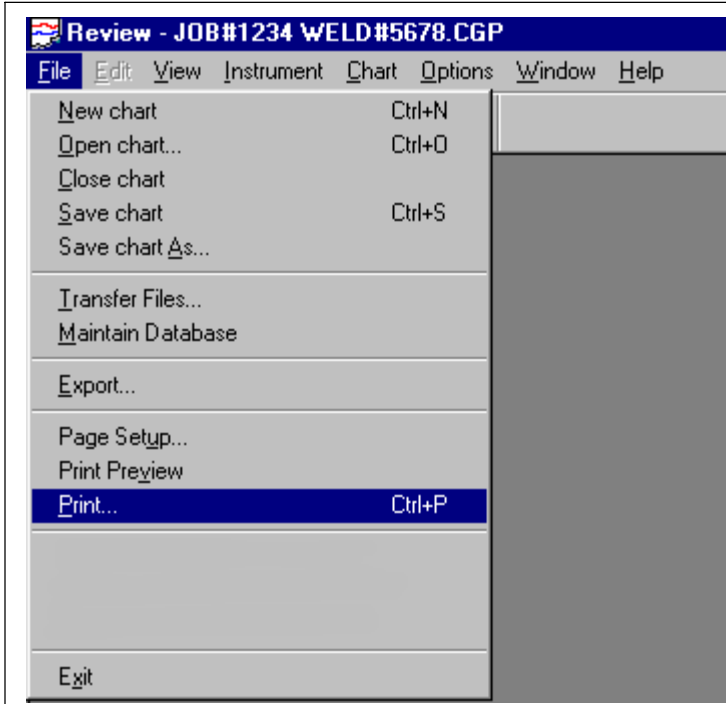 Review - JOB#1234 WELD#5678.CGP
File Edit View Instrument Chart Options Window Help
New chart Ctrl+N
Open chart... Ctrl+O
Close chart
Save chart Ctrl+S
Save chart As...
Transfer Files...
Maintain Database
Export...
Page Setup...
Print Preview
Print... Ctrl+P
Exit